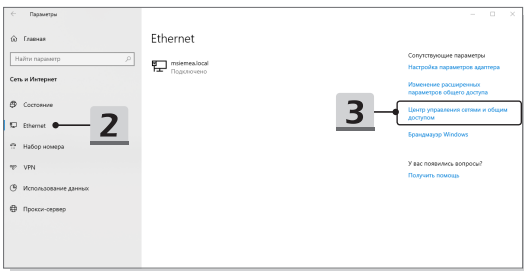 Параметры
Главная
Найти параметр
Сеть и Интернет
Состояние
Ethernet
2
Набор номера
VPN
Использование данных
Прокси-сервер
Ethernet
msiemea.local
Подключено
3
Сопутствующие параметры
Настройка параметров адаптера
Изменение расширенных
параметров общего доступа
Центр управления сетями и общим
доступом
Брандмауэр Windows
У вас появились вопросы?
Получить помощь